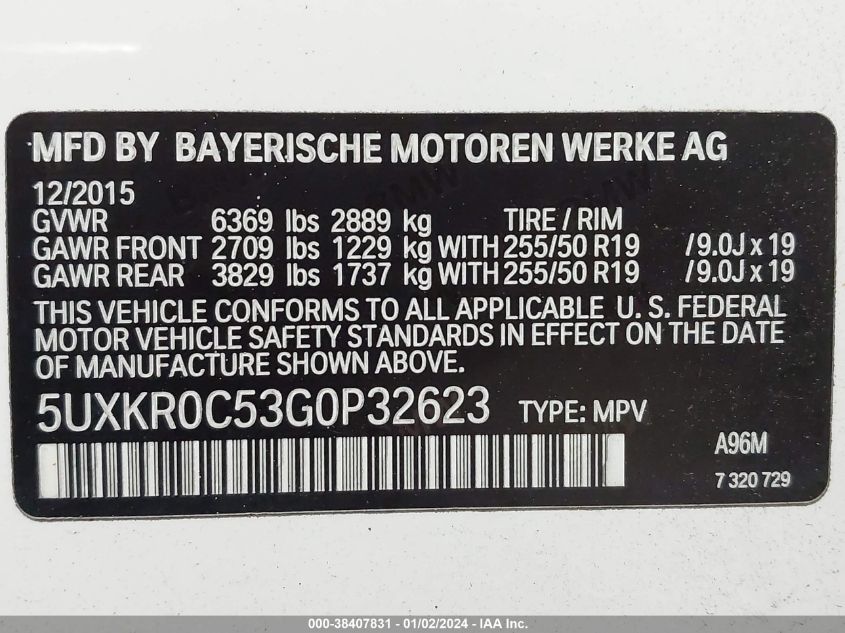 MFD BY BAYERISCHE MOTOREN WERKE AG
12/2015
GVWR 6369 lbs 2889 kg TIRE / RIM
GAWR FRONT 2709 lbs 1229 kg WITH 255/50 R19 /9.0J x 19
GAWR REAR 3829 lbs 1737 kg WITH 255/50 R19 /9.0J x 19
THIS VEHICLE CONFORMS TO ALL APPLICABLE U. S. FEDERAL
MOTOR VEHICLE SAFETY STANDARDS IN EFFECT ON THE DATE
OF MANUFACTURE SHOWN ABOVE.
5UXKR0C53G0P32623 TYPE: MPV
A96M
7 320 729
000-38407831 - 01/02/2024 - IAA Inc.